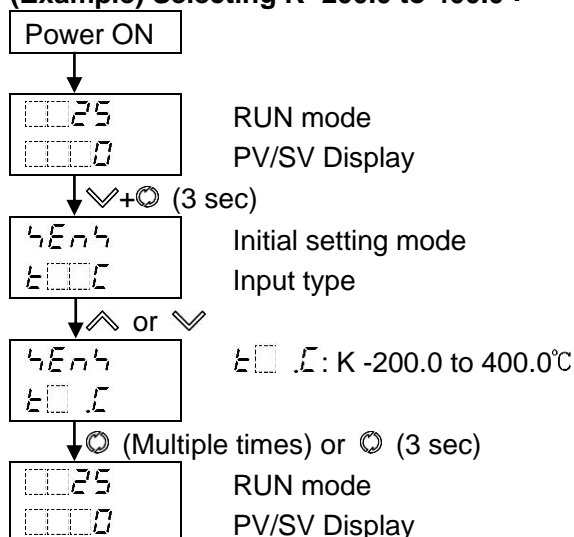 (Example) Selecting K -200.0 to 400.0
Power ON
25 RUN mode
0 PV/SV Display
+ (3 sec)
SEnS Initial setting mode
C Input type
or
SEnS .C: K -200.0 to 400.0℃
.C
(Multiple times) or (3 sec)
25 RUN mode
0 PV/SV Display